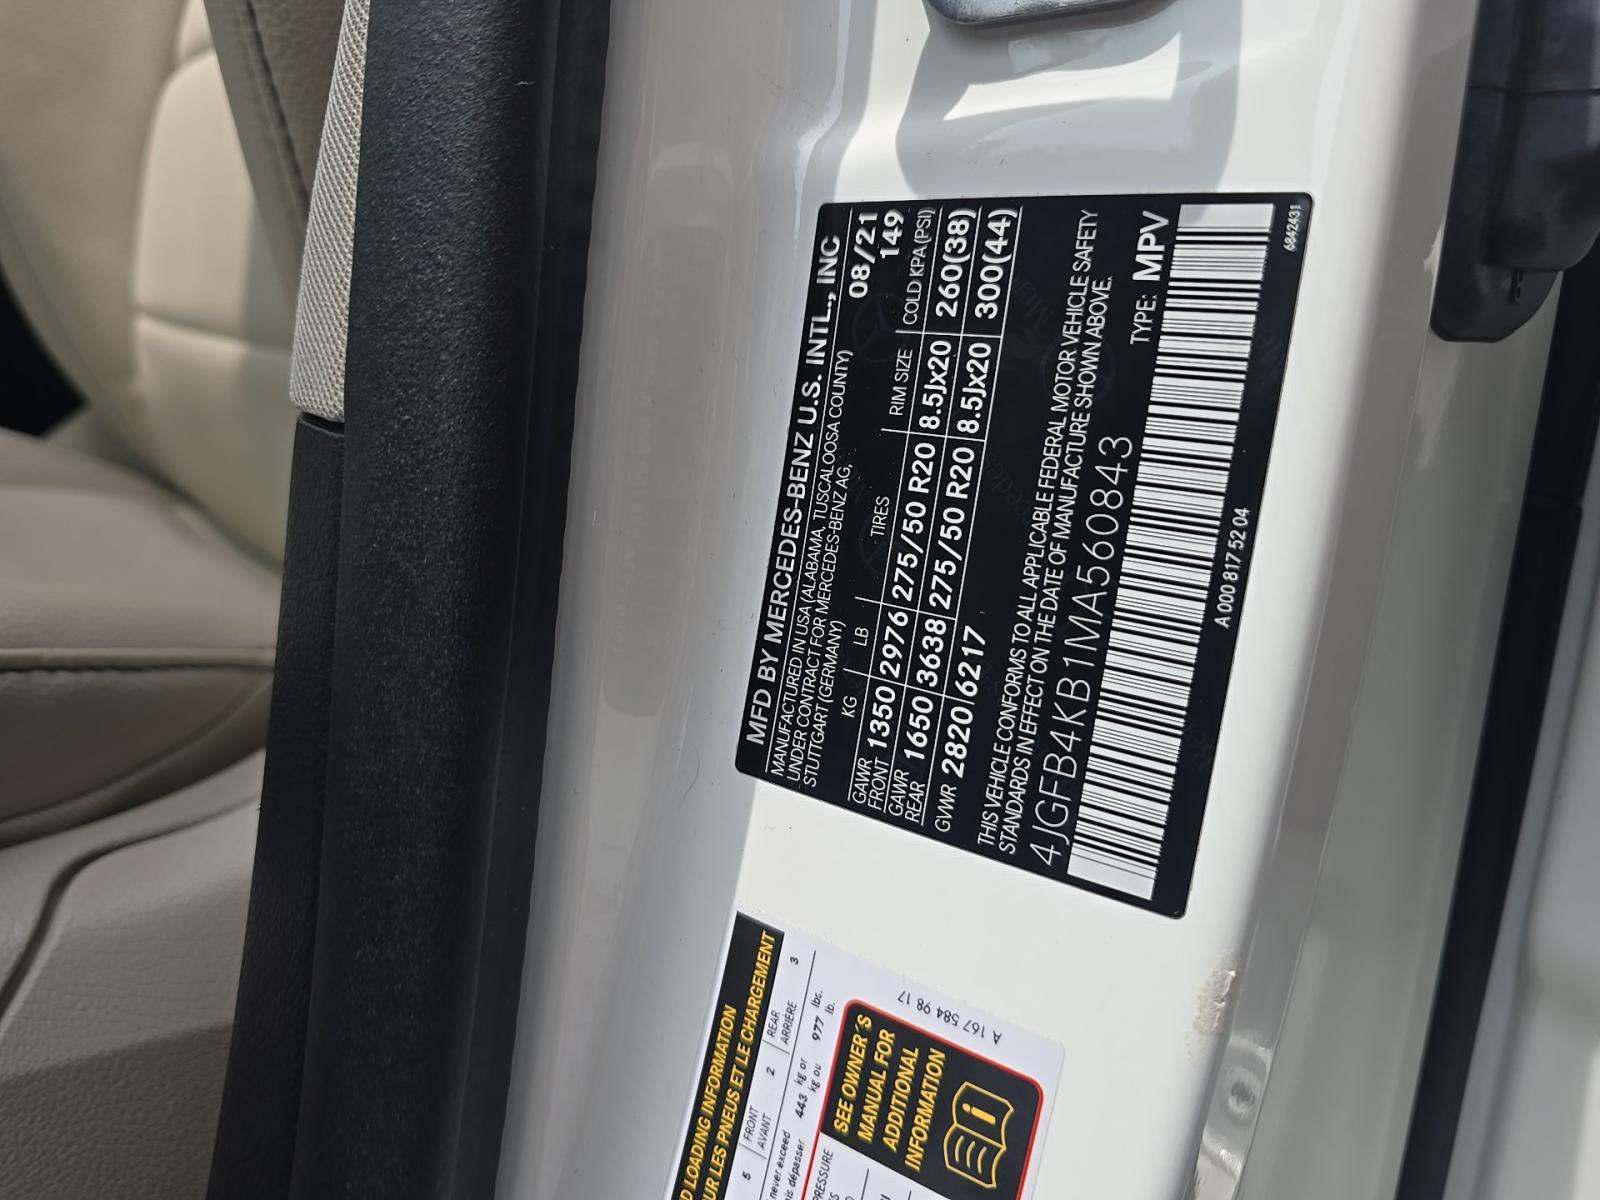 MFD BY MERCEDES-BENZ U.S. INTL., INC
MANUFACTURED IN USA (ALABAMA, TUSCALOOSA COUNTY)
UNDER CONTRACT FOR MERCEDES-BENZ AG,
STUTTGART (GERMANY) 08/21
KG LB TIRES RIM SIZE COLD KPA (PSI) 149
GAWR FRONT 1350 2976 275/50 R20 8.5Jx20 260(38)
GAWR REAR 1650 3638 275/50 R20 8.5Jx20 300(44)
GVWR 2820 6217
THIS VEHICLE CONFORMS TO ALL APPLICABLE FEDERAL MOTOR VEHICLE SAFETY
STANDARDS IN EFFECT ON THE DATE OF MANUFACTURE SHOWN ABOVE.
4JGFB4KB1MA560843 TYPE: MPV
A 000 817 52 04
6842431
D LOADING INFORMATION
UR LES PNEUS ET LE CHARGEMENT
5 FRONT AVANT 2 REAR ARRIÈRE 3
never exceed 443 kg or 977 lbs.
is dépasser kg ou lb.
PRESSURE
SEE OWNER'S
MANUAL FOR
ADDITIONAL
INFORMATION
A 167 584 98 17